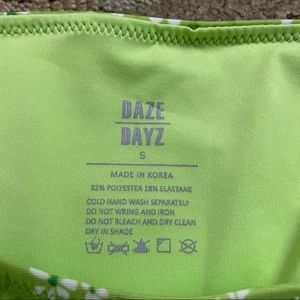 DAZE
DAYZ
S
MADE IN KOREA
82% POLYESTER 18% ELASTANE
COLD HAND WASH SEPARATELY
DO NOT WRING AND IRON
DO NOT BLEACH AND DRY CLEAN
DRY IN SHADE